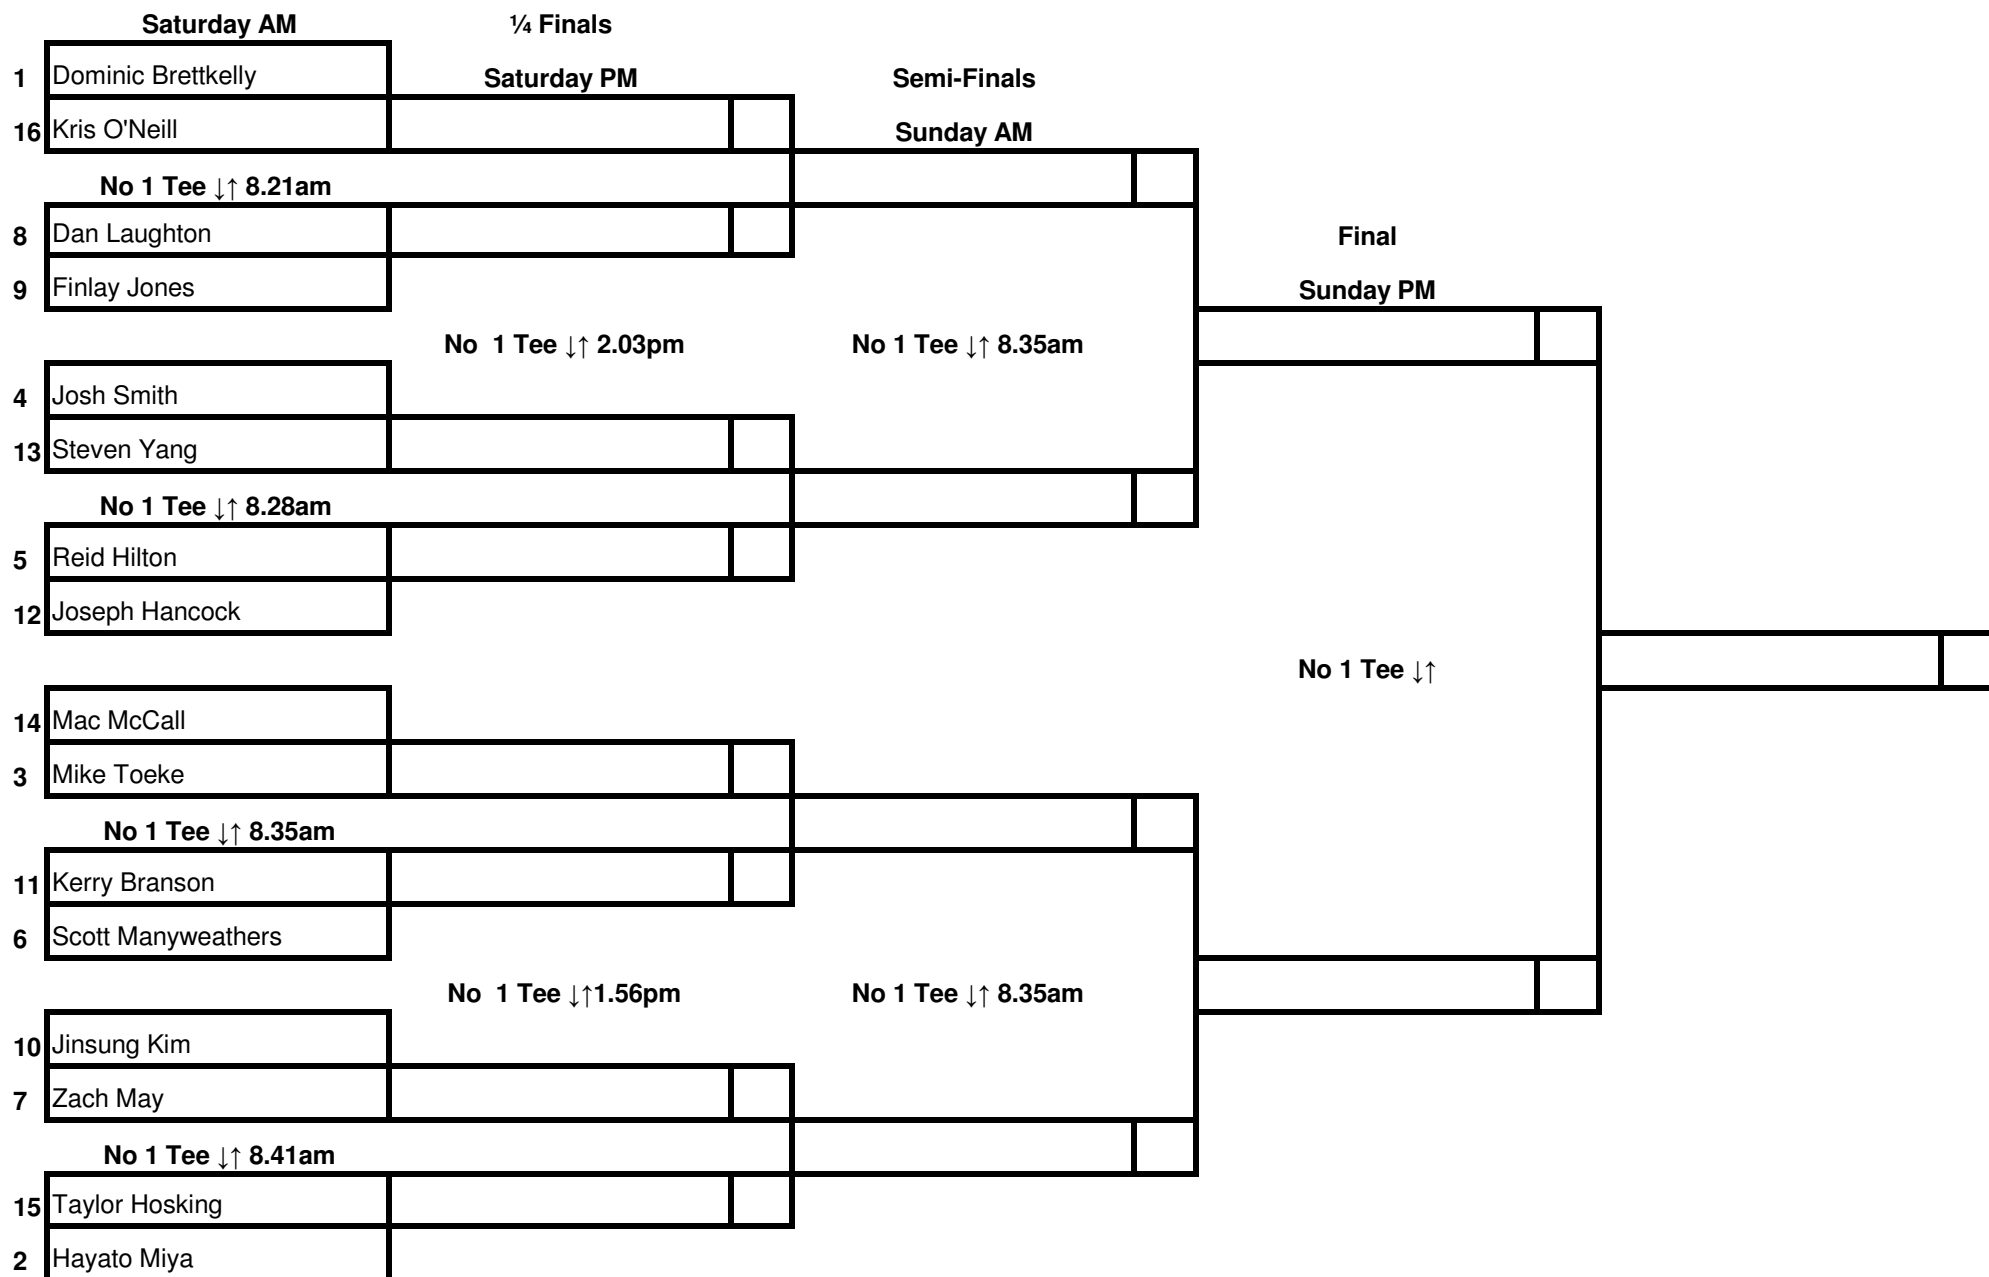 Saturday AM ¼ Finals
1 Dominic Brettkelly Saturday PM Semi-Finals
16 Kris O'Neill Sunday AM
No 1 Tee ↓↑ 8.21am
8 Dan Laughton Final
9 Finlay Jones Sunday PM
No 1 Tee ↓↑ 2.03pm No 1 Tee ↓↑ 8.35am
4 Josh Smith
13 Steven Yang
No 1 Tee ↓↑ 8.28am
5 Reid Hilton
12 Joseph Hancock
No 1 Tee ↓↑
14 Mac McCall
3 Mike Toeke
No 1 Tee ↓↑ 8.35am
11 Kerry Branson
6 Scott Manyweathers
No 1 Tee ↓↑1.56pm No 1 Tee ↓↑ 8.35am
10 Jinsung Kim
7 Zach May
No 1 Tee ↓↑ 8.41am
15 Taylor Hosking
2 Hayato Miya